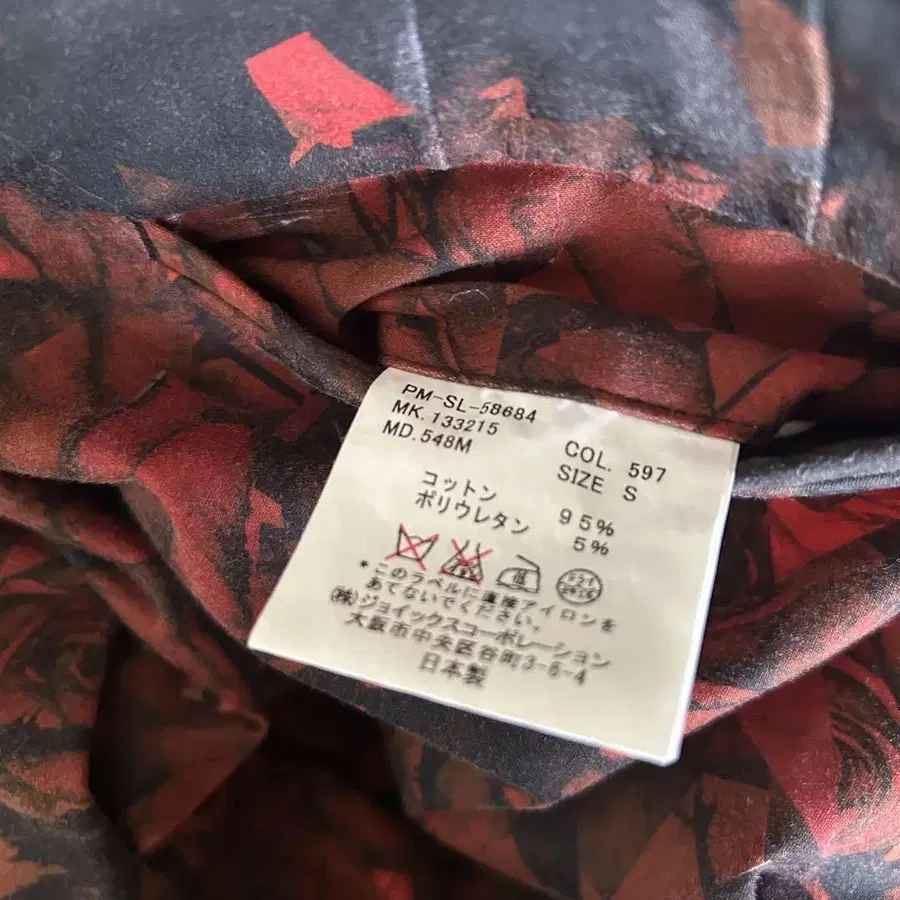 PM-SL-58684
MK. 133215
MD. 548M
COL. 597
SIZE S
コットン 95%
ポリウレタン 5%
*このラベルに直接アイロンを
あてないでください。
(株)ジョイックスコーポレーション
大阪市中央区谷町3-6-4
日本製